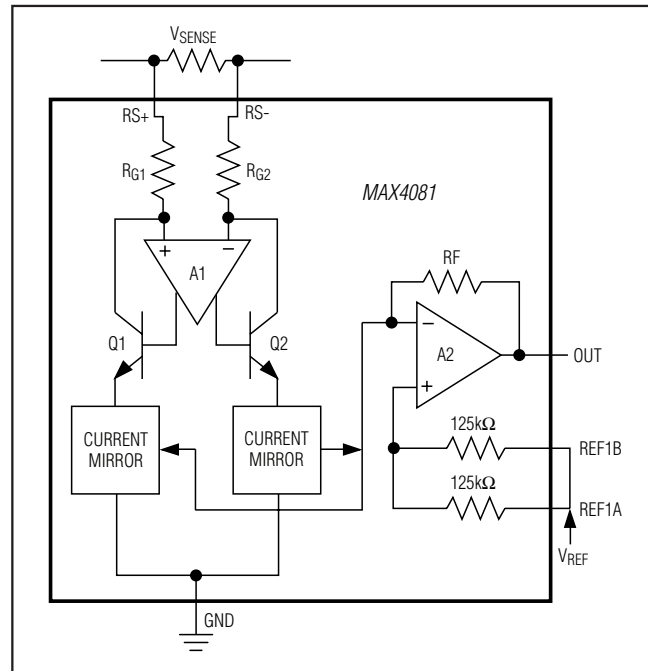 VSENSE
RS+
RS-
RG1
RG2
MAX4081
+
−
A1
RF
Q1
Q2
−
A2
+
OUT
CURRENT
MIRROR
CURRENT
MIRROR
125kΩ
REF1B
125kΩ
REF1A
VREF
GND